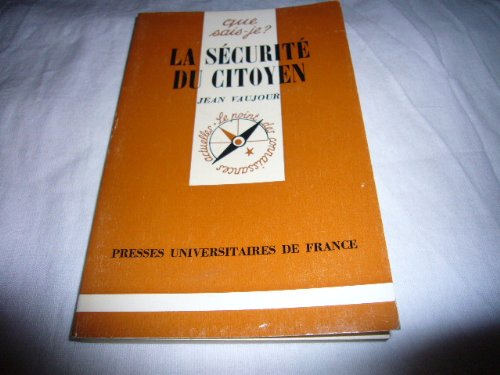 que
sais-je?
LA SÉCURITÉ
DU CITOYEN
JEAN VAUJOUR
Le point des connaissances actuelles
PRESSES UNIVERSITAIRES DE FRANCE